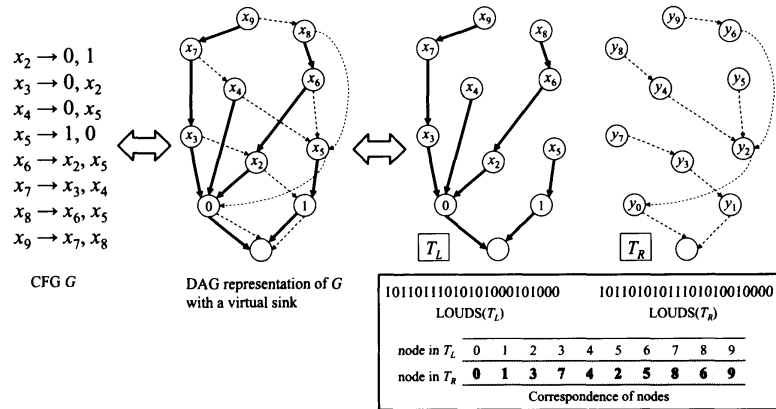 x2 → 0, 1
x3 → 0, x2
x4 → 0, x5
x5 → 1, 0
x6 → x2, x5
x7 → x3, x4
x8 → x6, x5
x9 → x7, x8
CFG G
x9
x8
x7
x6
x4
x3
x5
x2
0
1
DAG representation of G
with a virtual sink
x9
x8
x7
x6
x4
x3
x5
x2
0
1
TL
y9
y6
y8
y5
y4
y7
y2
y3
y0
y1
TR
10110111010101000101000
LOUDS(TL)
10110101011101010010000
LOUDS(TR)
node in TL 0 1 2 3 4 5 6 7 8 9
node in TR 0 1 3 7 4 2 5 8 6 9
Correspondence of nodes